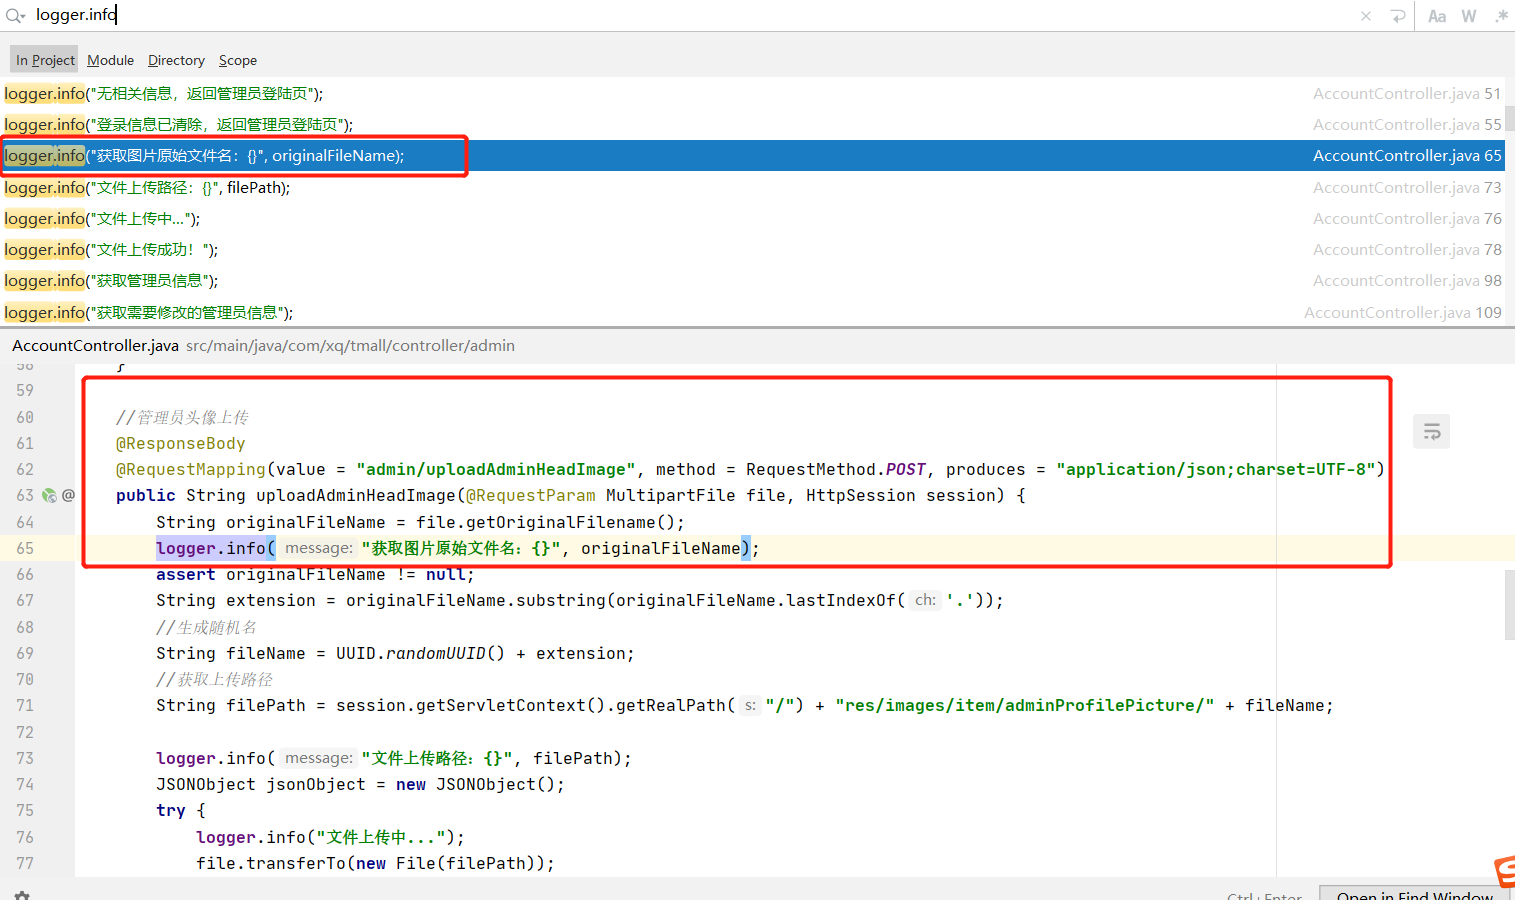 logger.info
Aa W .*
In Project Module Directory Scope
logger.info("无相关信息，返回管理员登陆页"); AccountController.java 51
logger.info("登录信息已清除，返回管理员登陆页"); AccountController.java 55
logger.info("获取图片原始文件名：{}", originalFileName); AccountController.java 65
logger.info("文件上传路径：{}", filePath); AccountController.java 73
logger.info("文件上传中..."); AccountController.java 76
logger.info("文件上传成功！"); AccountController.java 78
logger.info("获取管理员信息"); AccountController.java 98
logger.info("获取需要修改的管理员信息"); AccountController.java 109
AccountController.java src/main/java/com/xq/tmall/controller/admin
58 }
59
60 //管理员头像上传
61 @ResponseBody
62 @RequestMapping(value = "admin/uploadAdminHeadImage", method = RequestMethod.POST, produces = "application/json;charset=UTF-8")
63 @ public String uploadAdminHeadImage(@RequestParam MultipartFile file, HttpSession session) {
64 String originalFileName = file.getOriginalFilename();
65 logger.info( message: "获取图片原始文件名：{}", originalFileName);
66 assert originalFileName != null;
67 String extension = originalFileName.substring(originalFileName.lastIndexOf( ch: '.'));
68 //生成随机名
69 String fileName = UUID.randomUUID() + extension;
70 //获取上传路径
71 String filePath = session.getServletContext().getRealPath( s: "/") + "res/images/item/adminProfilePicture/" + fileName;
72
73 logger.info( message: "文件上传路径：{}", filePath);
74 JSONObject jsonObject = new JSONObject();
75 try {
76 logger.info("文件上传中...");
77 file.transferTo(new File(filePath));
Ctrl+Enter Open in Find Window